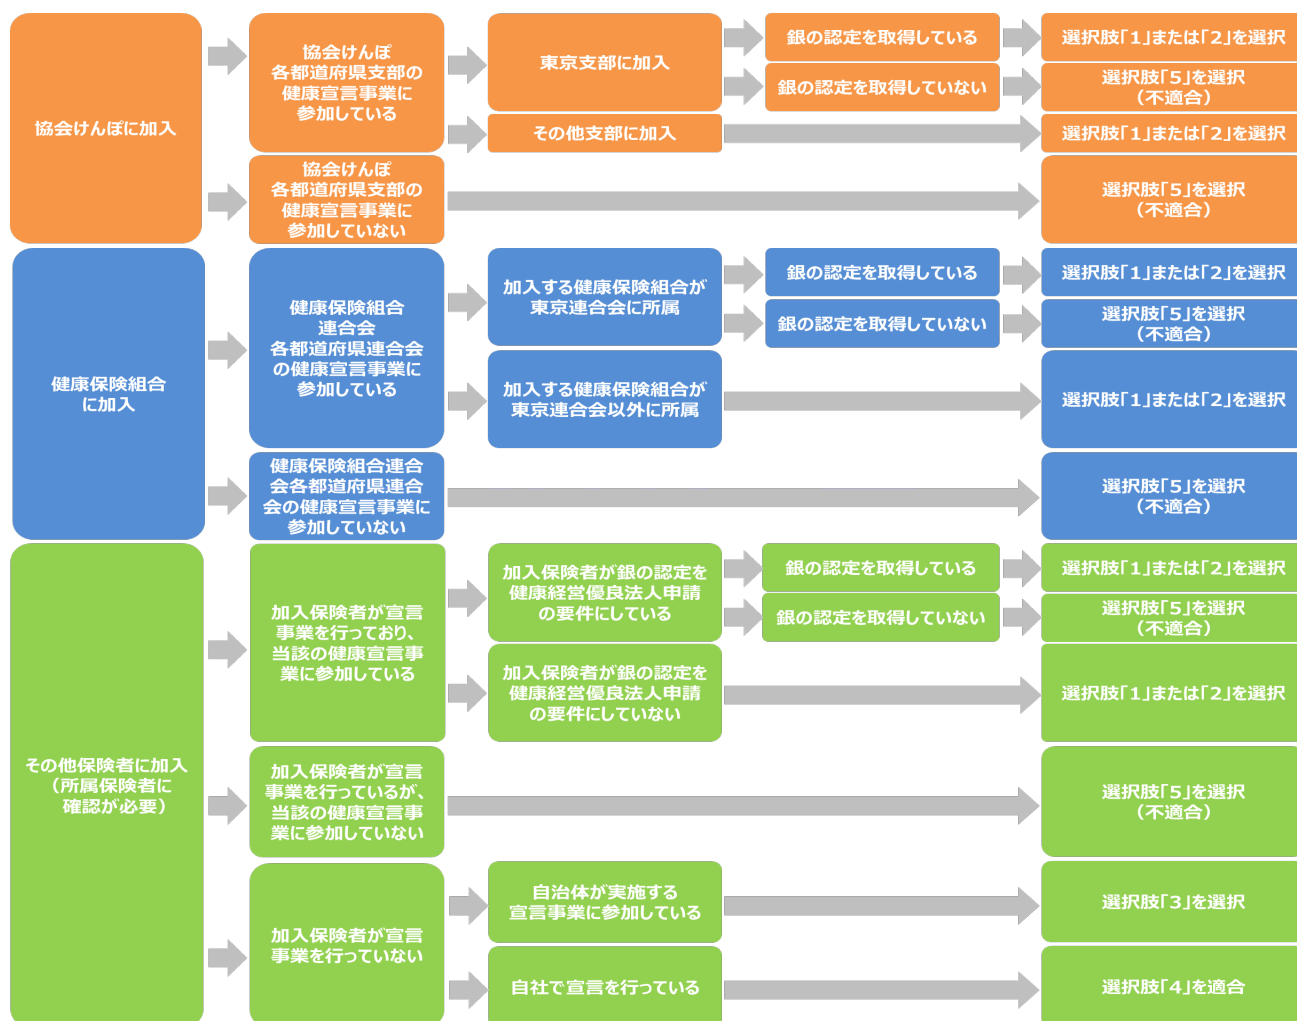 協会けんぽに加入
協会けんぽ
各都道府県支部の
健康宣言事業に
参加している
東京支部に加入
銀の認定を取得している
選択肢「1」または「2」を選択
銀の認定を取得していない
選択肢「5」を選択
（不適合）
その他支部に加入
選択肢「1」または「2」を選択
協会けんぽ
各都道府県支部の
健康宣言事業に
参加していない
選択肢「5」を選択
（不適合）
健康保険組合
に加入
健康保険組合
連合会
各都道府県連合会
の健康宣言事業に
参加している
加入する健康保険組合が
東京連合会に所属
銀の認定を取得している
選択肢「1」または「2」を選択
銀の認定を取得していない
選択肢「5」を選択
（不適合）
加入する健康保険組合が
東京連合会以外に所属
選択肢「1」または「2」を選択
健康保険組合連合
会各都道府県連合
会の健康宣言事業に
参加していない
選択肢「5」を選択
（不適合）
その他保険者に加入
（所属保険者に
確認が必要）
加入保険者が宣言
事業を行っており、
当該の健康宣言事
業に参加している
加入保険者が銀の認定を
健康経営優良法人申請
の要件にしている
銀の認定を取得している
選択肢「1」または「2」を選択
銀の認定を取得していない
選択肢「5」を選択
（不適合）
加入保険者が銀の認定を
健康経営優良法人申請
の要件にしていない
選択肢「1」または「2」を選択
加入保険者が宣言
事業を行っているが、
当該の健康宣言事
業に参加していない
選択肢「5」を選択
（不適合）
加入保険者が宣言
事業を行っていない
自治体が実施する
宣言事業に参加している
選択肢「3」を選択
自社で宣言を行っている
選択肢「4」を適合